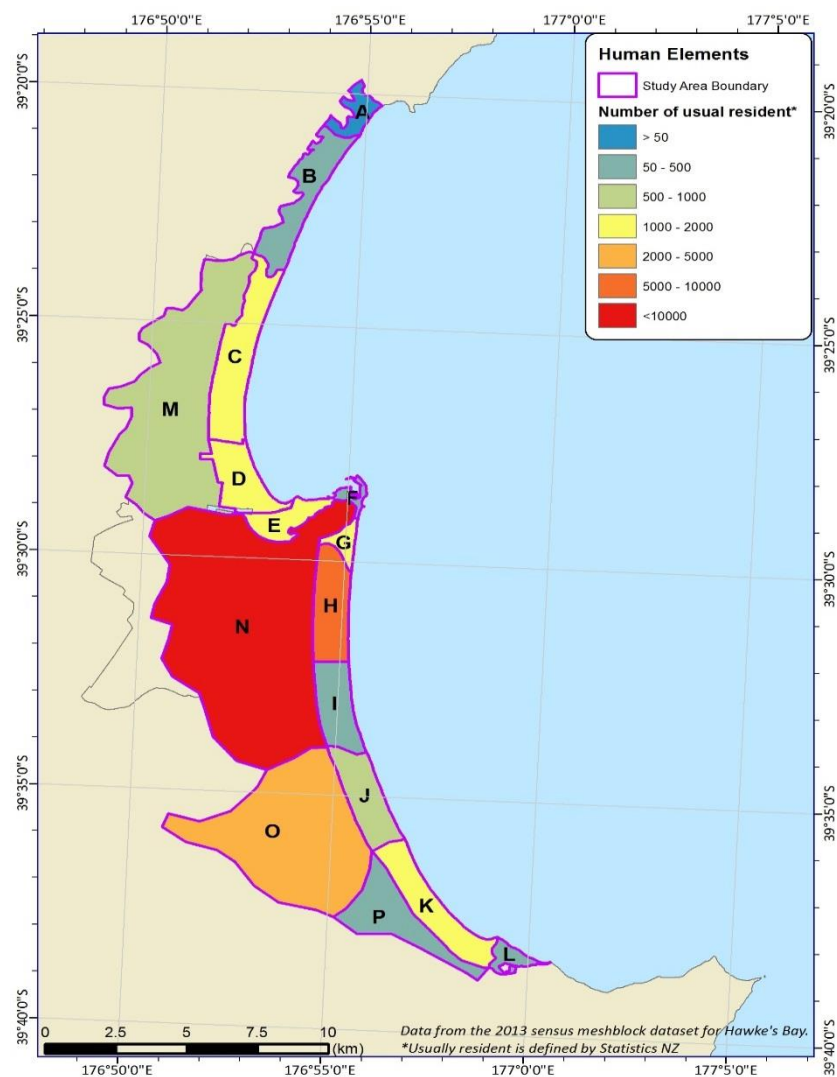 176°50'0"E 176°55'0"E 177°0'0"E 177°5'0"E
Human Elements
Study Area Boundary
Number of usual resident*
> 50
50 - 500
500 - 1000
1000 - 2000
2000 - 5000
5000 - 10000
<10000
39°20'0"S
39°20'0"S
39°25'0"S
39°25'0"S
39°30'0"S
39°30'0"S
39°35'0"S
39°35'0"S
39°40'0"S
39°40'0"S
A
B
C
M
D
F
E
G
H
N
I
J
O
K
P
L
0 2.5 5 7.5 10
(km)
Data from the 2013 sensus meshblock dataset for Hawke's Bay.
*Usually resident is defined by Statistics NZ
176°50'0"E 176°55'0"E 177°0'0"E